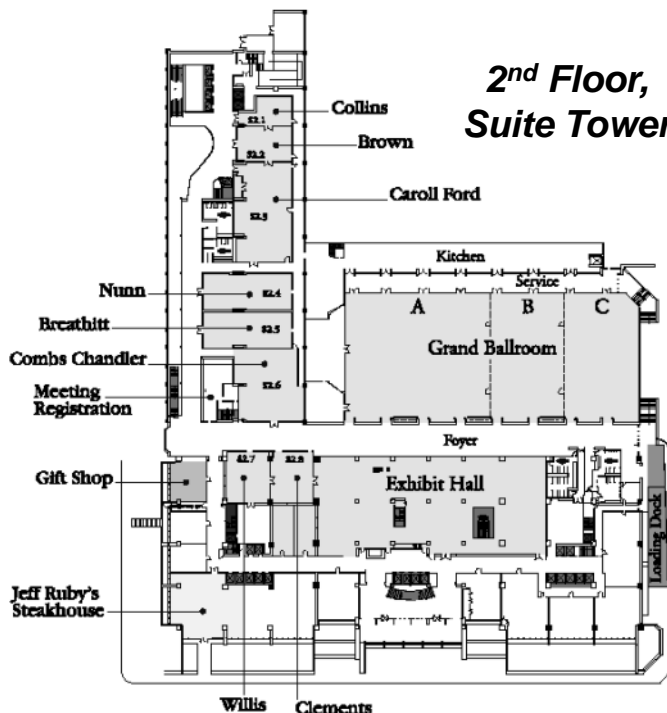 2nd Floor,
Suite Tower
Collins
S2.1
Brown
S2.2
Caroll Ford
S2.3
Kitchen
Service
Nunn
S2.4
A B C
Breathitt
S2.5
Grand Ballroom
Combs Chandler
S2.6
Meeting
Registration
Foyer
S2.7
S2.8
Gift Shop
Exhibit Hall
Loading Dock
Jeff Ruby's
Steakhouse
Willis
Clements